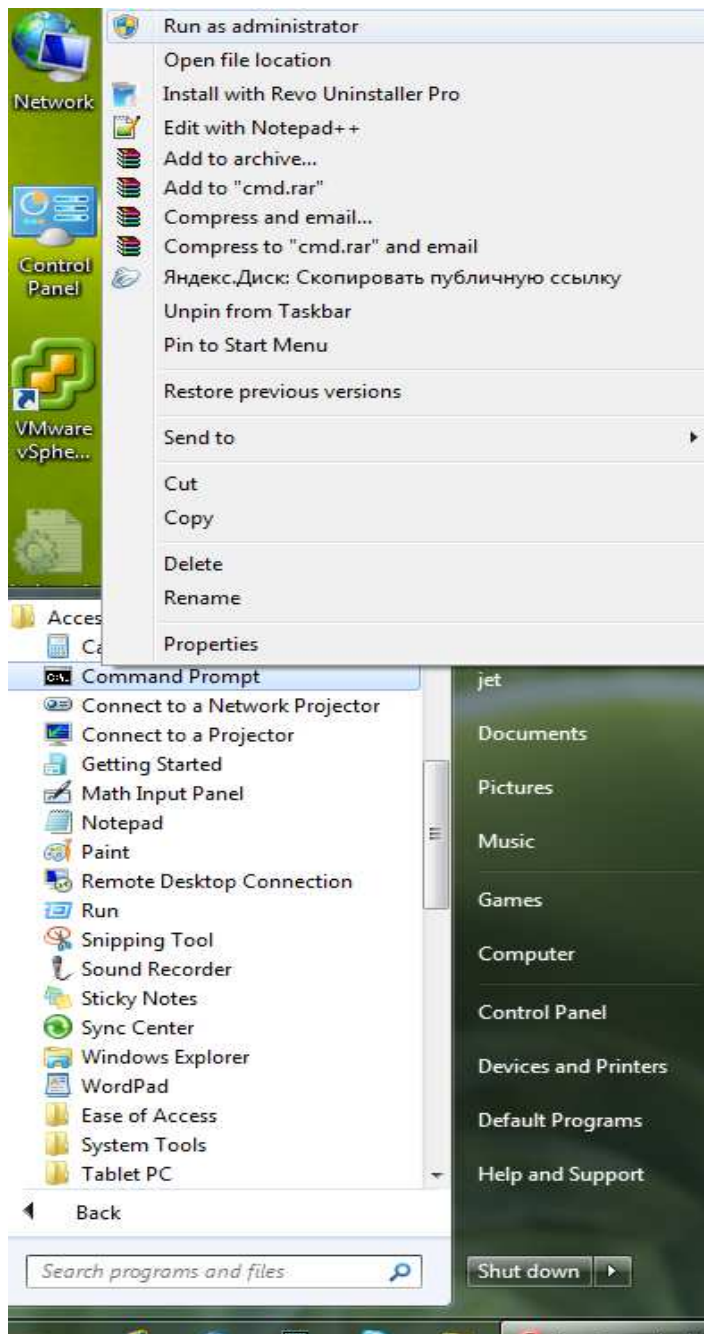 Network
Control
Panel
VMware
vSphe...
Run as administrator
Open file location
Install with Revo Uninstaller Pro
Edit with Notepad++
Add to archive...
Add to "cmd.rar"
Compress and email...
Compress to "cmd.rar" and email
Яндекс.Диск: Скопировать публичную ссылку
Unpin from Taskbar
Pin to Start Menu
Restore previous versions
Send to
Cut
Copy
Delete
Rename
Properties
Acces
Ca
Command Prompt
Connect to a Network Projector
Connect to a Projector
Getting Started
Math Input Panel
Notepad
Paint
Remote Desktop Connection
Run
Snipping Tool
Sound Recorder
Sticky Notes
Sync Center
Windows Explorer
WordPad
Ease of Access
System Tools
Tablet PC
Back
Search programs and files
jet
Documents
Pictures
Music
Games
Computer
Control Panel
Devices and Printers
Default Programs
Help and Support
Shut down